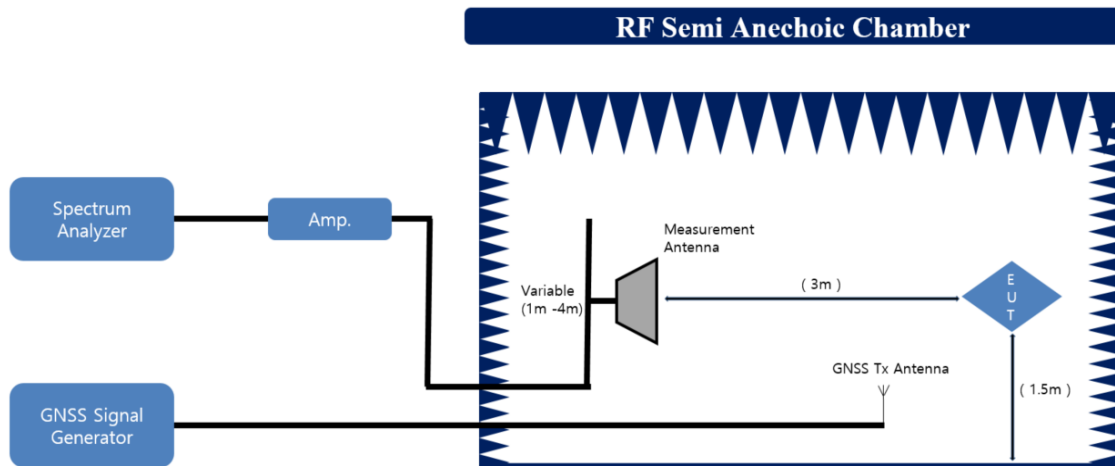 RF Semi Anechoic Chamber
Spectrum
Analyzer
Amp.
Measurement
Antenna
Variable
(1m -4m)
( 3m )
E
U
T
GNSS Tx Antenna
( 1.5m )
GNSS Signal
Generator